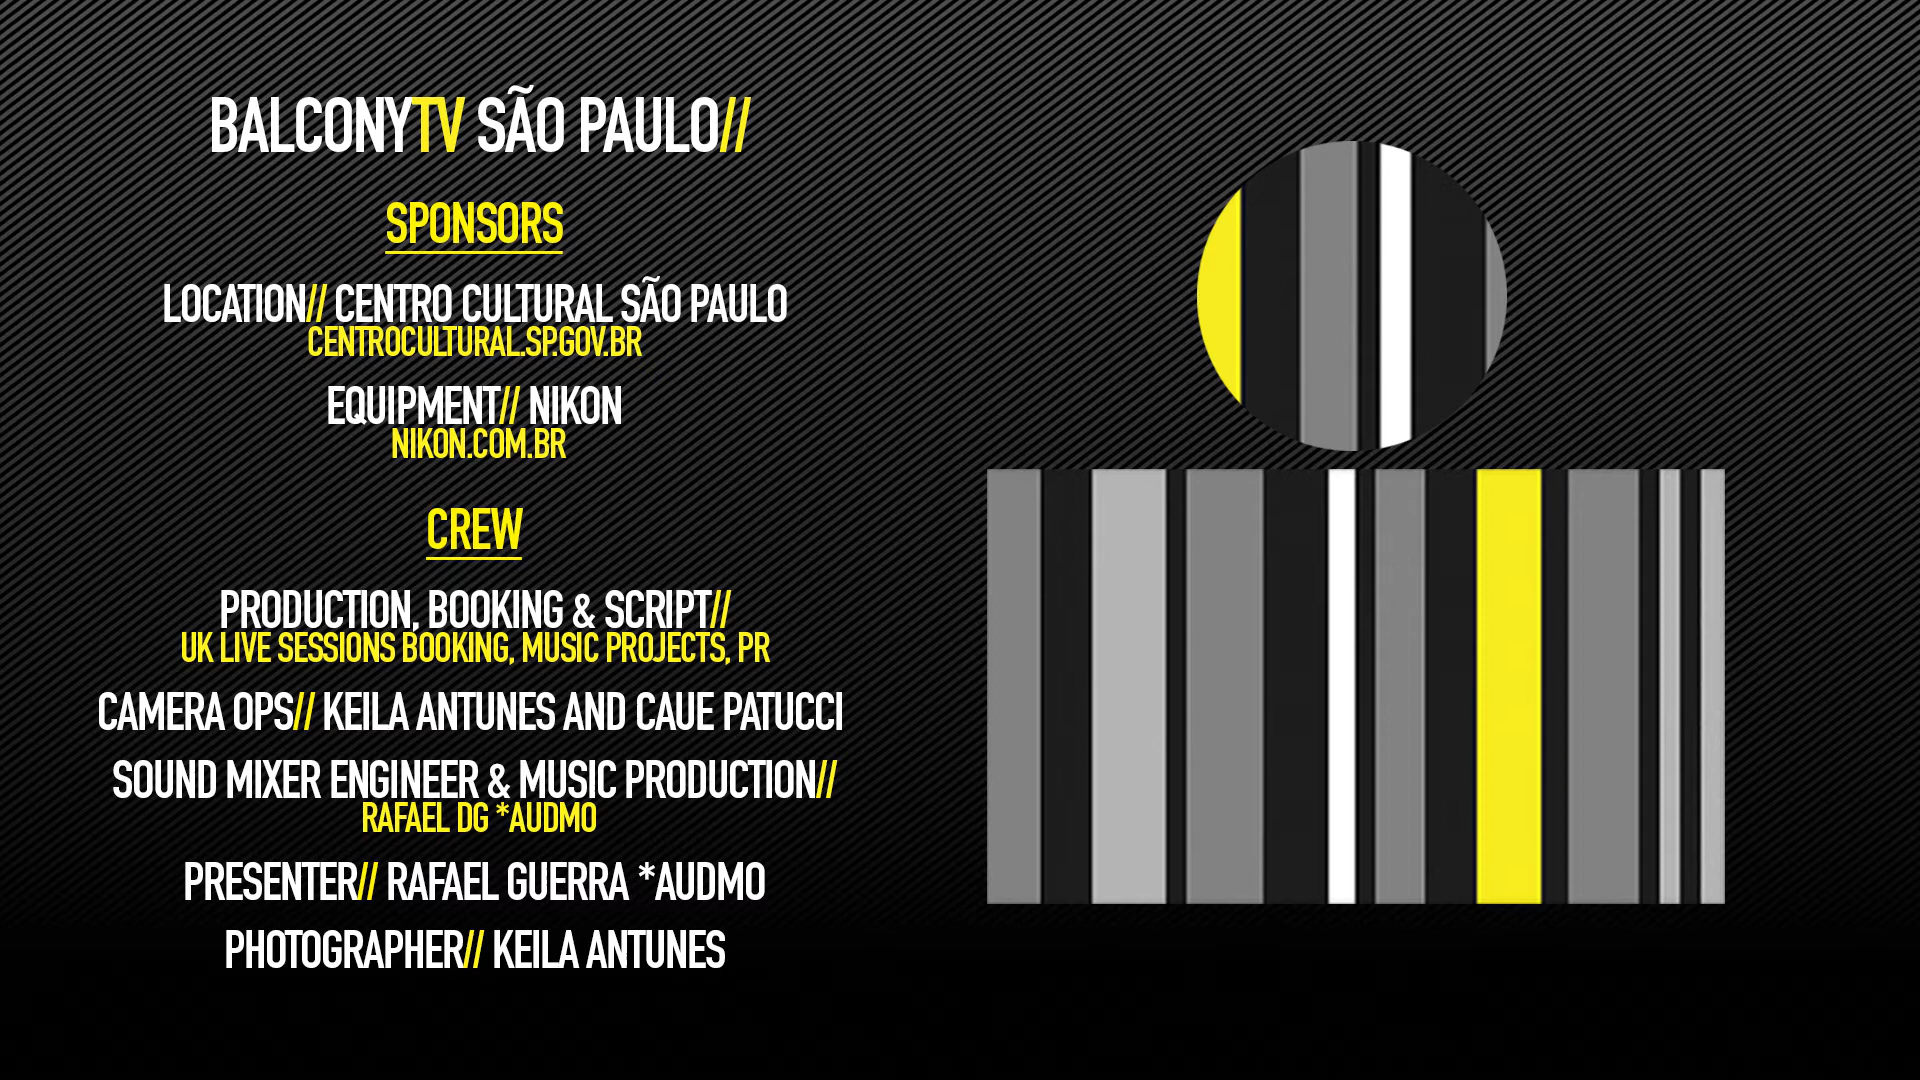 BALCONYTV SÃO PAULO//
SPONSORS
LOCATION// CENTRO CULTURAL SÃO PAULO
CENTROCULTURAL.SP.GOV.BR
EQUIPMENT// NIKON
NIKON.COM.BR
CREW
PRODUCTION, BOOKING & SCRIPT//
UK LIVE SESSIONS BOOKING, MUSIC PROJECTS, PR
CAMERA OPS// KEILA ANTUNES AND CAUE PATUCCI
SOUND MIXER ENGINEER & MUSIC PRODUCTION//
RAFAEL DG *AUDMO
PRESENTER// RAFAEL GUERRA *AUDMO
PHOTOGRAPHER// KEILA ANTUNES